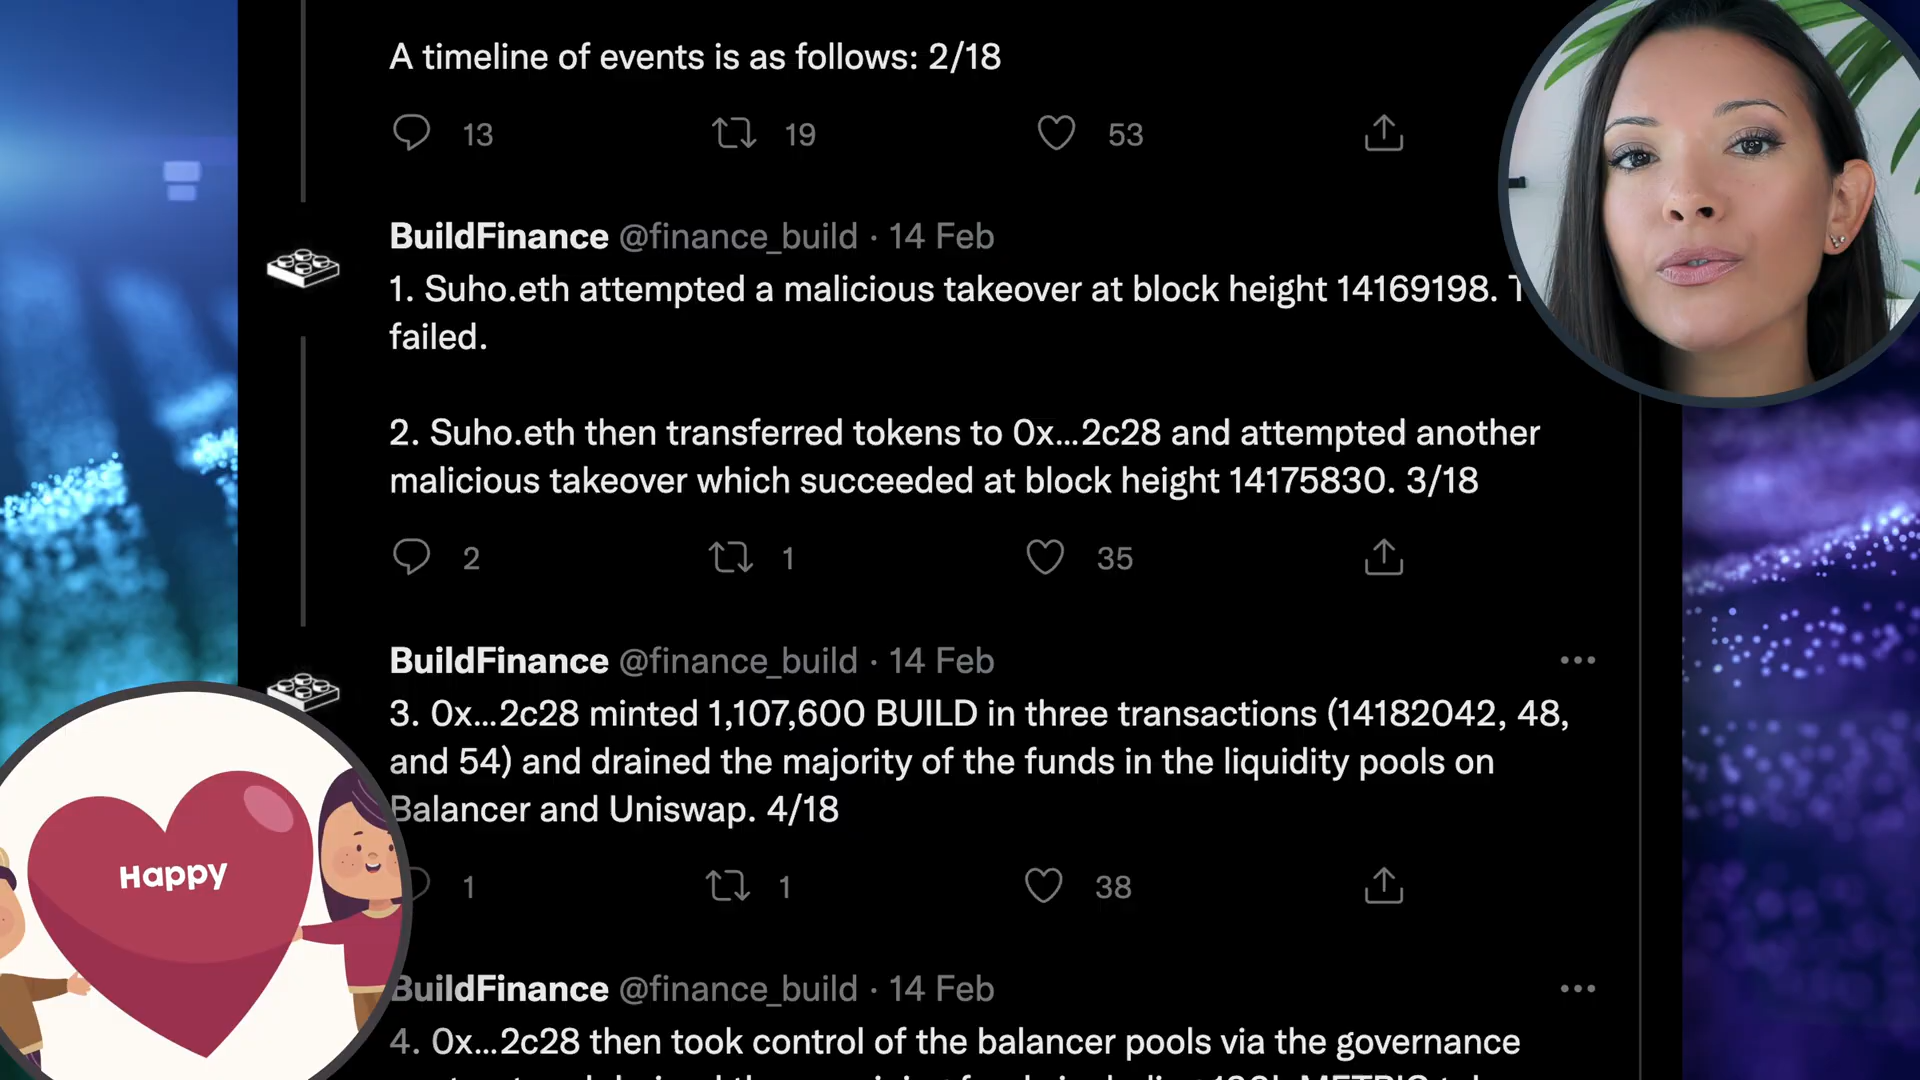 A timeline of events is as follows: 2/18
13 19 53
BuildFinance @finance_build · 14 Feb
1. Suho.eth attempted a malicious takeover at block height 14169198. T
failed.
2. Suho.eth then transferred tokens to 0x...2c28 and attempted another
malicious takeover which succeeded at block height 14175830. 3/18
2 1 35
BuildFinance @finance_build · 14 Feb
3. 0x...2c28 minted 1,107,600 BUILD in three transactions (14182042, 48,
and 54) and drained the majority of the funds in the liquidity pools on
Balancer and Uniswap. 4/18
1 1 38
Happy
BuildFinance @finance_build · 14 Feb
4. 0x...2c28 then took control of the balancer pools via the governance